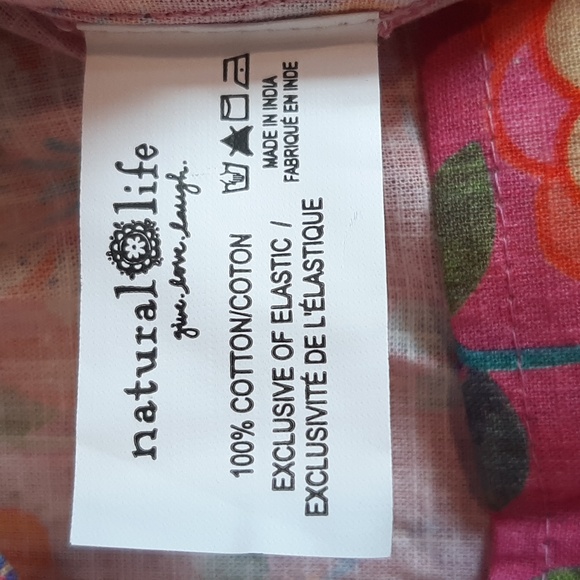 natural life
give. love. laugh.
100% COTTON/COTON
EXCLUSIVE OF ELASTIC /
EXCLUSIVITÉ DE L'ÉLASTIQUE
MADE IN INDIA
FABRIQUÉ EN INDE